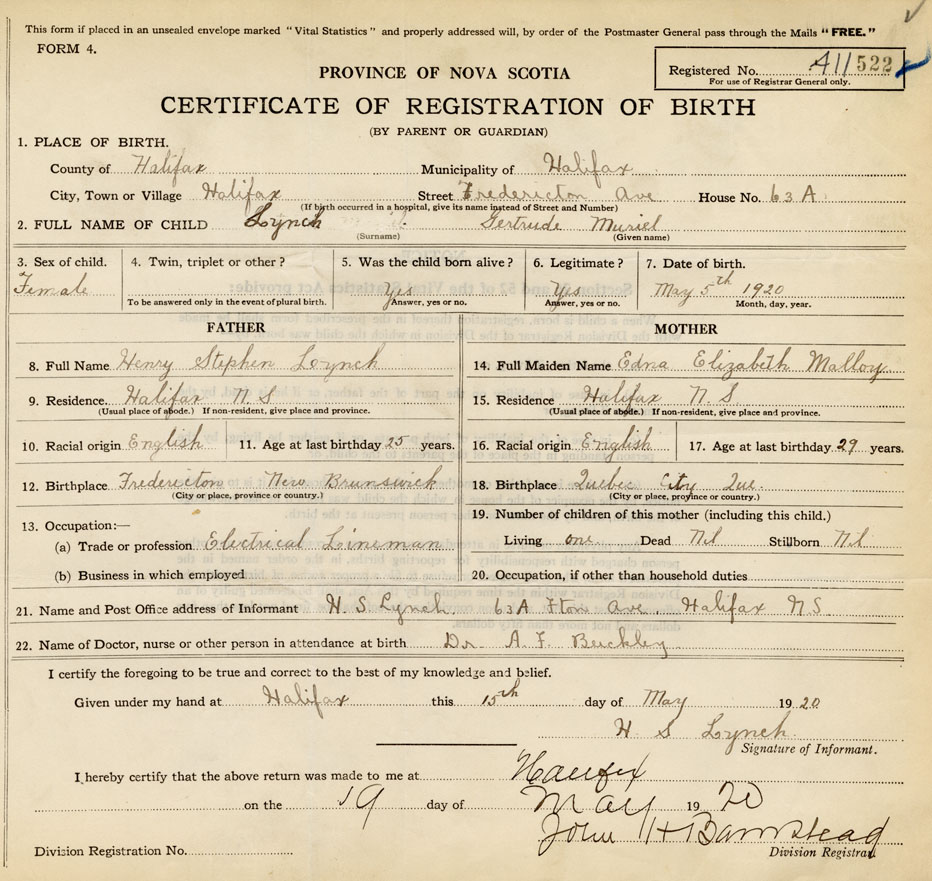 This form if placed in an unsealed envelope marked "Vital Statistics" and properly addressed will, by order of the Postmaster General pass through the Mails "FREE."
FORM 4.
Registered No. A11 522
For use of Registrar General only.
PROVINCE OF NOVA SCOTIA
CERTIFICATE OF REGISTRATION OF BIRTH
(BY PARENT OR GUARDIAN)
1. PLACE OF BIRTH.
County of Halifax Municipality of Halifax
City, Town or Village Halifax Street Fredericton Ave House No. 63 A
(If birth occurred in a hospital, give its name instead of Street and Number)
2. FULL NAME OF CHILD Lynch Gertrude Muriel
(Surname) (Given name)
3. Sex of child. 4. Twin, triplet or other? 5. Was the child born alive? 6. Legitimate? 7. Date of birth.
Female Yes Yes May 5th 1920
To be answered only in the event of plural birth. Answer, yes or no. Answer, yes or no. Month, day, year.
FATHER MOTHER
8. Full Name Henry Stephen Lynch 14. Full Maiden Name Edna Elizabeth Malloy
9. Residence. Halifax N.S 15. Residence Halifax N.S
(Usual place of abode.) If non-resident, give place and province. (Usual place of abode.) If non-resident, give place and province.
10. Racial origin English 11. Age at last birthday 25 years. 16. Racial origin English 17. Age at last birthday 29 years.
12. Birthplace Fredericton New Brunswick 18. Birthplace Quebec City Que.
(City or place, province or country.) (City or place, province or country.)
13. Occupation:— 19. Number of children of this mother (including this child.)
(a) Trade or profession Electrical Lineman Living one Dead Nil Stillborn Nil
(b) Business in which employed 20. Occupation, if other than household duties
21. Name and Post Office address of Informant H. S. Lynch 63A Fton Ave Halifax NS
22. Name of Doctor, nurse or other person in attendance at birth Dr. A. F.
I certify the foregoing to be true and correct to the best of my knowledge and belief.
Given under my hand at Halifax this 15th day of May 1920
H S Lynch
Signature of Informant.
I hereby certify that the above return was made to me at Halifax
on the 19 day of May 1920
John H Barnstead
Division Registration No. Division Registrar.